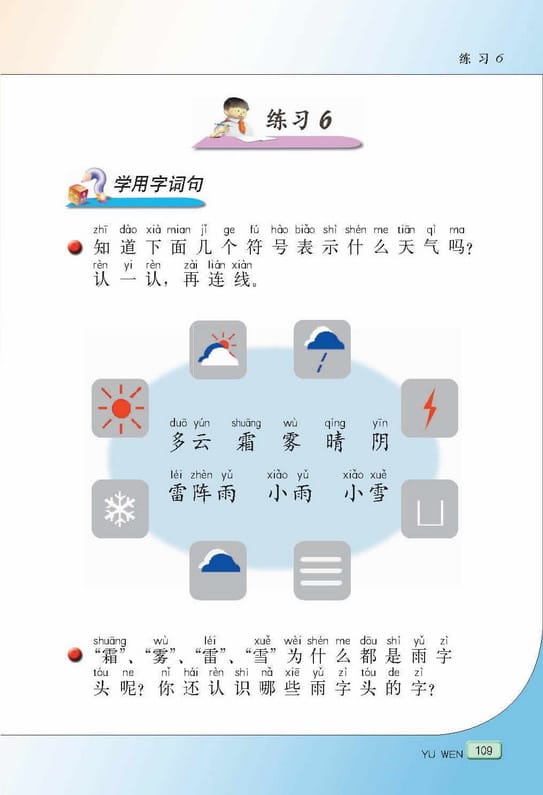 练习6
练习6
学用字词句
zhī dào xià mian jǐ ge fú hào biǎo shì shén me tiān qì ma
知道下面几个符号表示什么天气吗？
rèn yi rèn zài lián xiàn
认一认，再连线。
duō yún shuāng wù qíng yīn
多云 霜 雾 晴 阴
léi zhèn yǔ xiǎo yǔ xiǎo xuě
雷阵雨 小雨 小雪
shuāng wù léi xuě wèi shén me dōu shì yǔ zì
“霜”、“雾”、“雷”、“雪”为什么都是雨字
tóu ne nǐ hái rèn shi nǎ xiē yǔ zì tóu de zì
头呢？你还认识哪些雨字头的字？
YU WEN 109